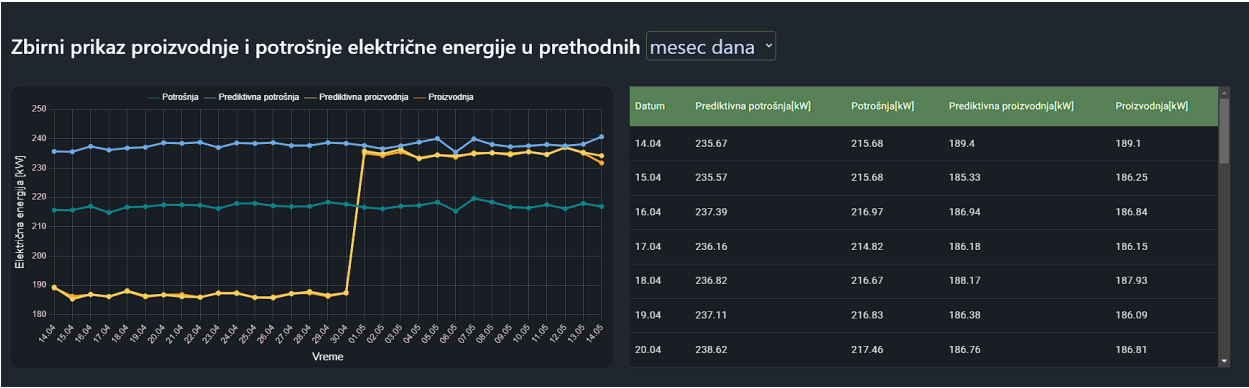 Zbirni prikaz proizvodnje i potrošnje električne energije u prethodnih mesec dana
Potrošnja Prediktivna potrošnja Prediktivna proizvodnja Proizvodnja
250
240
230
220
210
200
190
180
Električna energija [kW]
14.04 15.04 16.04 17.04 18.04 19.04 20.04 21.04 22.04 23.04 24.04 25.04 26.04 27.04 28.04 29.04 30.04 01.05 02.05 03.05 04.05 05.05 06.05 07.05 08.05 09.05 10.05 11.05 12.05 13.05 14.05
Vreme
Datum Prediktivna potrošnja[kW] Potrošnja[kW] Prediktivna proizvodnja[kW] Proizvodnja[kW]
14.04 235.67 215.68 189.4 189.1
15.04 235.57 215.68 185.33 186.25
16.04 237.39 216.97 186.94 186.84
17.04 236.16 214.82 186.18 186.15
18.04 236.82 216.67 188.17 187.93
19.04 237.11 216.83 186.38 186.09
20.04 238.62 217.46 186.76 186.81